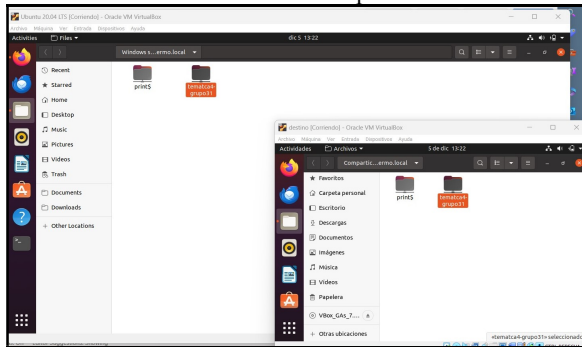 Ubuntu 20.04 LTS [Corriendo] - Oracle VM VirtualBox
Archivo Máquina Ver Entrada Dispositivos Ayuda
Activities Files dic 5 13:22
Windows s...ermo.local
Recent
Starred
Home
Desktop
Music
Pictures
Videos
Trash
Documents
Downloads
+ Other Locations
print$
tematca4-grupo31
destino [Corriendo] - Oracle VM VirtualBox
Archivo Máquina Ver Entrada Dispositivos Ayuda
Actividades Archivos 5 de dic 13:22
Compartic...ermo.local
Favoritos
Carpeta personal
Escritorio
Descargas
Documentos
Imágenes
Música
Vídeos
Papelera
VBox_GAs_7....
+ Otras ubicaciones
print$
tematca4-
grupo31
«tematca4-grupo31» seleccionado